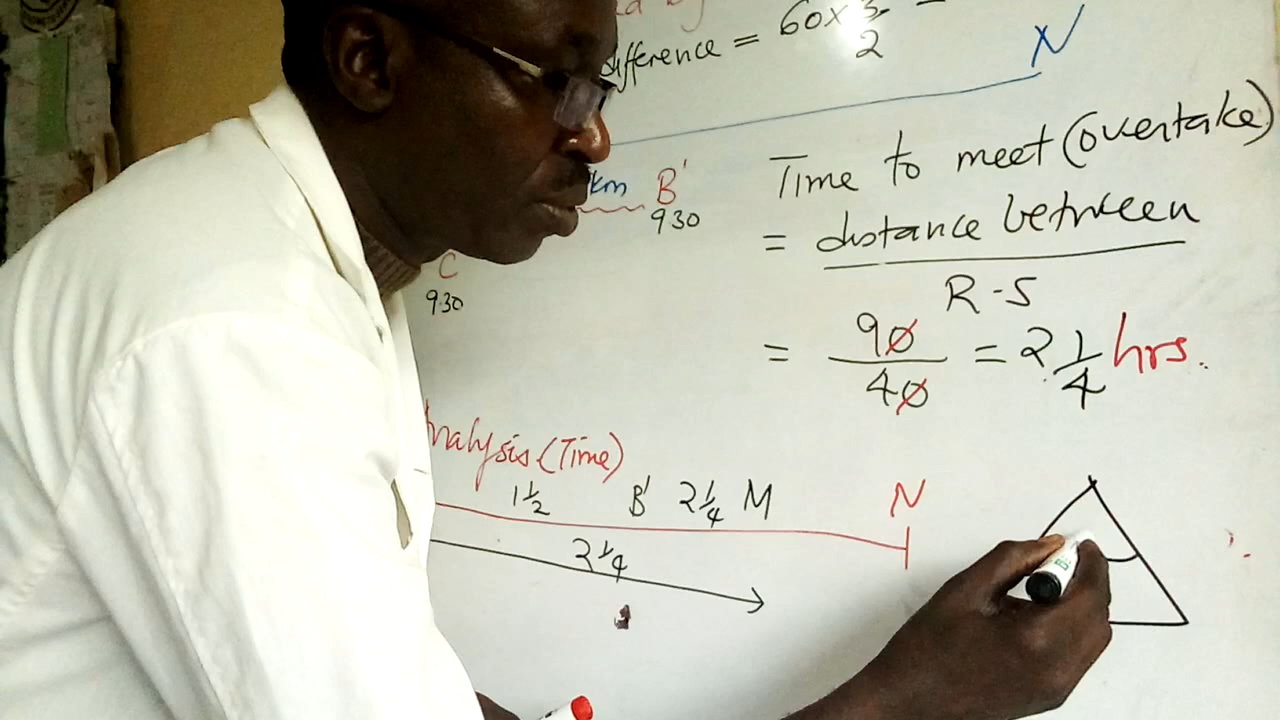 by
difference = 60 x 3/2 =
N
km B'
930
C
930
Time to meet (overtake)
= distance between
R - S
= 90/40 = 2 1/4 hrs.
Analysis (Time)
1 1/2 B' 2 1/4 M N
2 1/4